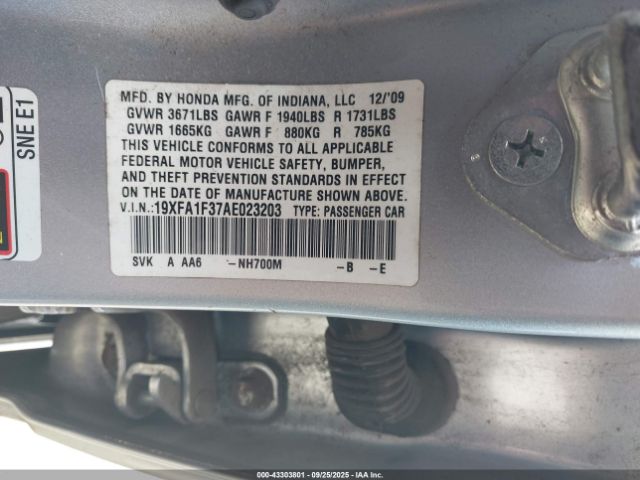 MFD. BY HONDA MFG. OF INDIANA, LLC 12/'09
GVWR 3671LBS GAWR F 1940LBS R 1731LBS
GVWR 1665KG GAWR F 880KG R 785KG
THIS VEHICLE CONFORMS TO ALL APPLICABLE
FEDERAL MOTOR VEHICLE SAFETY, BUMPER,
AND THEFT PREVENTION STANDARDS IN EFFECT
ON THE DATE OF MANUFACTURE SHOWN ABOVE.
V.I.N.:19XFA1F37AE023203 TYPE: PASSENGER CAR
SVK A AA6 -NH700M -B -E
SNE E1
000-43303801 - 09/25/2025 - Copyright © IAA, Inc.